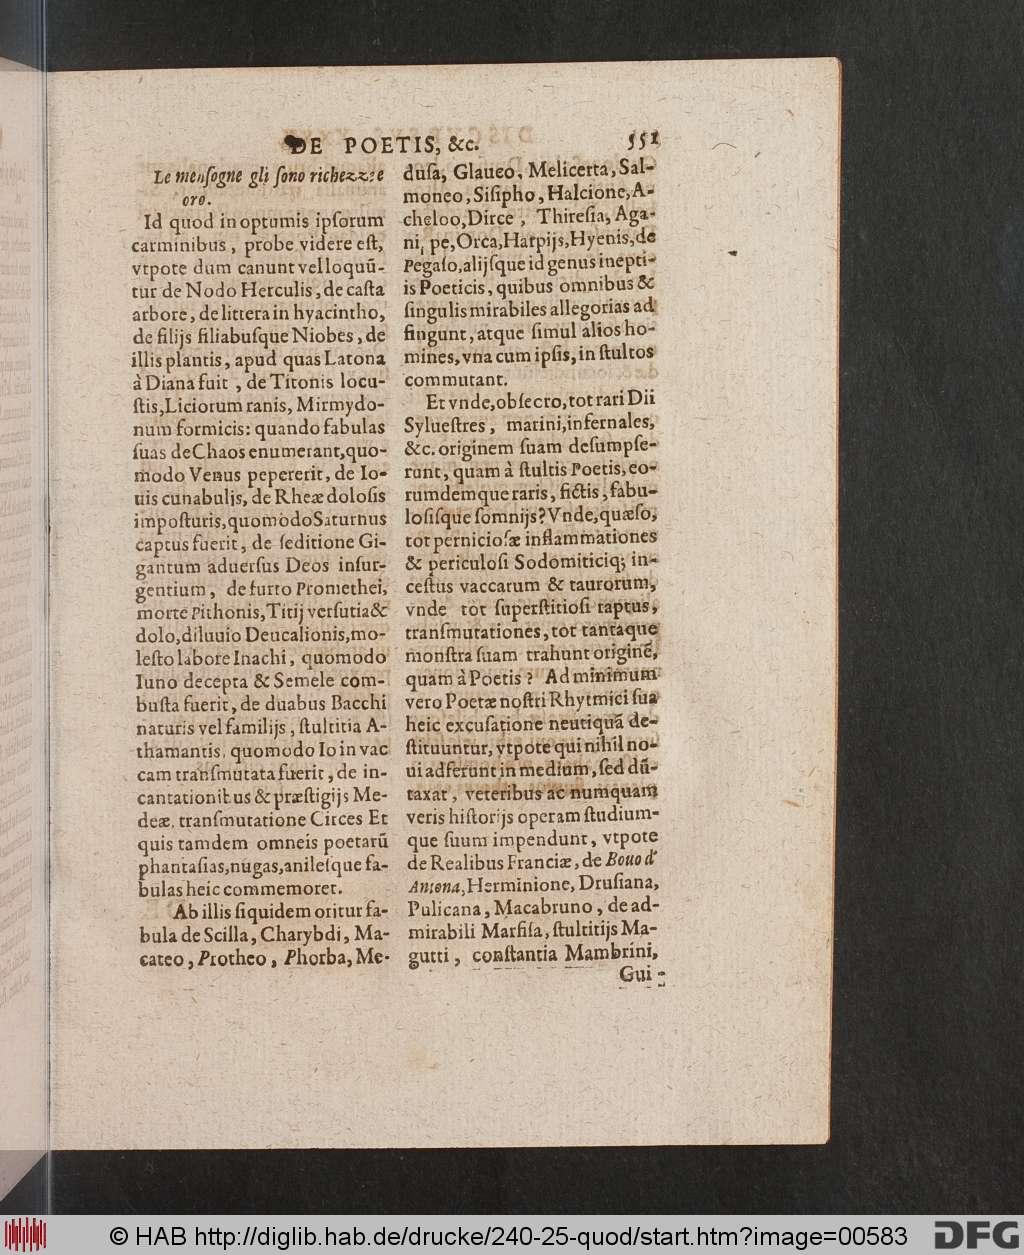 DE POETIS, &c. 551
Le mensogne gli ſono richezze e
oro.
Id quod in optumis ipſorum
carminibus, probe videre eſt,
vtpote dum canunt vel loquũ-
tur de Nodo Herculis, de caſta
arbore, de littera in hyacintho,
de filijs filiabuſque Niobes, de
illis plantis, apud quas Latona
à Diana fuit, de Titonis locu-
ſtis, Liciorum ranis, Mirmydo-
num formicis: quando fabulas
ſuas de Chaos enumerant, quo-
modo Venus pepererit, de Io-
uis cunabulis, de Rheæ doloſis
impoſturis, quomodo Saturnus
captus fuerit, de ſeditione Gi-
gantum aduerſus Deos inſur-
gentium, de furto Promethei,
morte Pithonis, Titij verſutia &
dolo, diluuio Deucalionis, mo-
leſto labore Inachi, quomodo
Iuno decepta & Semele com-
buſta fuerit, de duabus Bacchi
naturis vel familijs, ſtultitia A-
thamantis, quomodo Io in vac
cam tranſmutata fuerit, de in-
cantationibus & præſtigijs Me-
deæ, tranſmutatione Circes Et
quis tamdem omneis poetarũ
phantaſias, nugas, anileſque fa-
bulas heic commemoret.
Ab illis ſiquidem oritur fa-
bula de Scilla, Charybdi, Ma-
cateo, Protheo, Phorba, Me-
duſa, Glauco, Melicerta, Sal-
moneo, Siſipho, Halcione, A-
cheloo, Dirce, Thireſia, Aga-
nippe, Orca, Harpijs, Hyenis, de
Pegaſo, alijſque id genus inepti-
is Poeticis, quibus omnibus &
ſingulis mirabiles allegorias ad
fingunt, atque ſimul alios ho-
mines, vna cum ipſis, in ſtultos
commutant.
Et vnde, obſecro, tot rari Dii
Sylueſtres, marini, infernales,
&c. originem ſuam deſumpſe-
runt, quam à ſtultis Poetis, eo-
rumdemque raris, fictis, fabu-
loſiſque ſomnijs? Vnde, quæſo,
tot pernicioſæ inflammationes
& periculoſi Sodomiticiq; in-
ceſtus vaccarum & taurorum,
vnde tot ſuperſtitioſi raptus,
tranſmutationes, tot tantaque
monſtra ſuam trahunt originẽ,
quam à Poetis? Ad minimum
vero Poetæ noſtri Rhytmici ſua
heic excuſatione neutiquã de-
ſtituuntur, vtpote qui nihil no-
ui adferunt in medium, ſed dũ-
taxat, veteribus ac numquam
veris hiſtorijs operam ſtudium-
que ſuum impendunt, vtpote
de Realibus Franciæ, de Bouo d'
Antona, Herminione, Druſiana,
Pulicana, Macabruno, de ad-
mirabili Marfiſa, ſtultitijs Ma-
gutti, conſtantia Mambrini,
Gui-
© HAB http://diglib.hab.de/drucke/240-25-quod/start.htm?image=00583
DFG